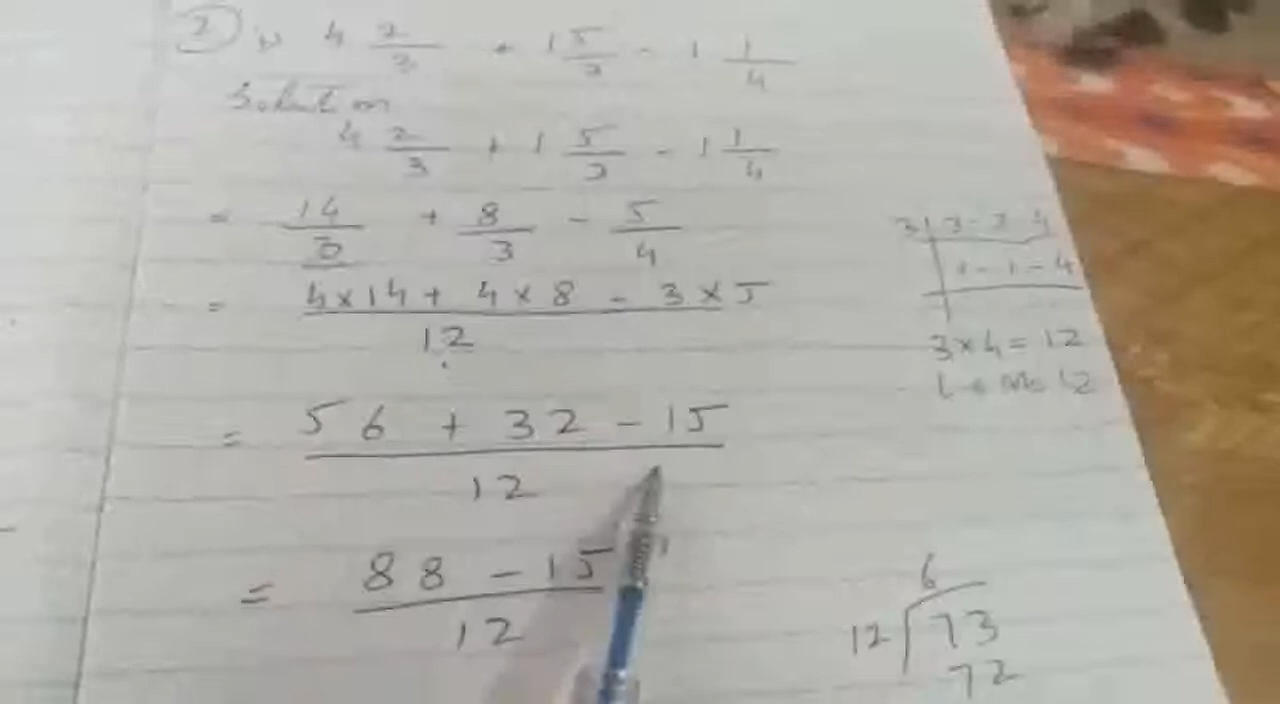 2 4 2/3 + 1 5/3 - 1 1/4
Solution
4 2/3 + 1 5/3 - 1 1/4
= 14/3 + 8/3 - 5/4
= 4×14 + 4×8 - 3×5 / 12
= 56 + 32 - 15 / 12
= 88 - 15 / 12
3 | 3 - 3 - 4
1 - 1 - 4
3×4 = 12
12
6
12 73
72